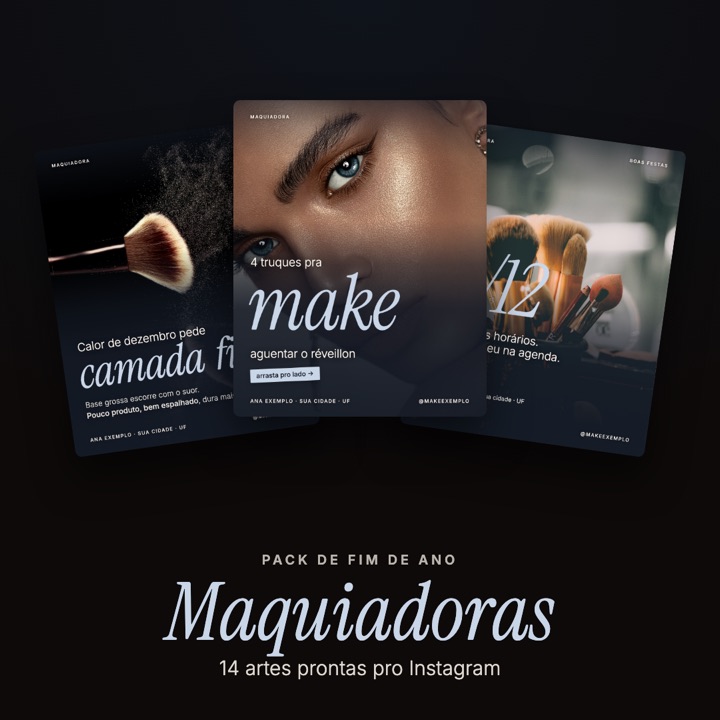 MAQUIADORA
Calor de dezembro pede
camada
Base grossa escorre com o suor.
Pouco produto, bem espalhado, dura
ANA EXEMPLO · SUA CIDADE · UF
MAQUIADORA
4 truques pra
make
aguentar o réveillon
arrasta pro lado →
ANA EXEMPLO · SUA CIDADE · UF
@MAKEEXEMPLO
BOAS FESTAS
/12
horários.
eu na agenda.
cidade · UF
@MAKEEXEMPLO
PACK DE FIM DE ANO
Maquiadoras
14 artes prontas pro Instagram